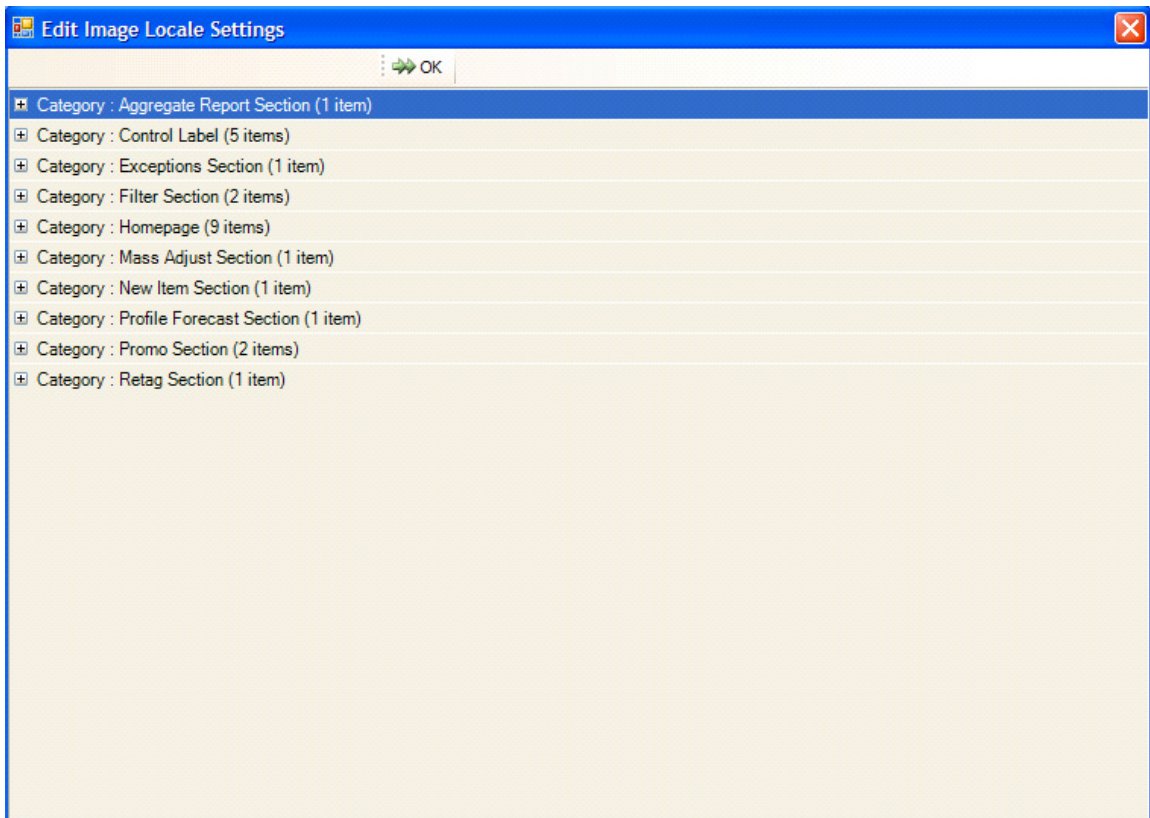 Edit Image Locale Settings
OK
Category : Aggregate Report Section (1 item)
Category : Control Label (5 items)
Category : Exceptions Section (1 item)
Category : Filter Section (2 items)
Category : Homepage (9 items)
Category : Mass Adjust Section (1 item)
Category : New Item Section (1 item)
Category : Profile Forecast Section (1 item)
Category : Promo Section (2 items)
Category : Retag Section (1 item)